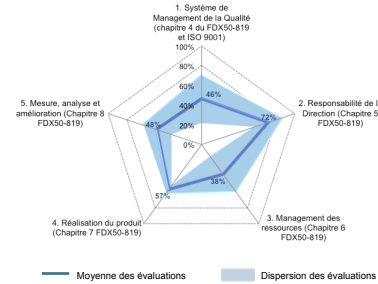 1. Système de
Management de la Qualité
(chapitre 4 du FDX50-819
et ISO 9001)
100%
80%
60%
40%
20%
0%
46%
72%
38%
57%
48%
2. Responsabilité de l
Direction (Chapitre 5
FDX50-819)
3. Management des
ressources (Chapitre 6
FDX50-819)
4. Réalisation du produit
(Chapitre 7 FDX50-819)
5. Mesure, analyse et
amélioration (Chapitre 8
FDX50-819)
Moyenne des évaluations
Dispersion des évaluations